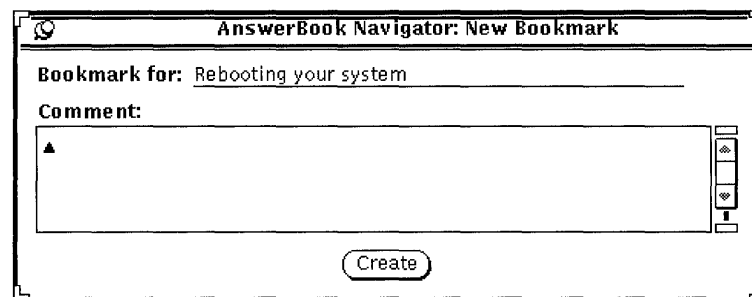 AnswerBook Navigator: New Bookmark
Bookmark for: Rebooting your system
Comment:
Create